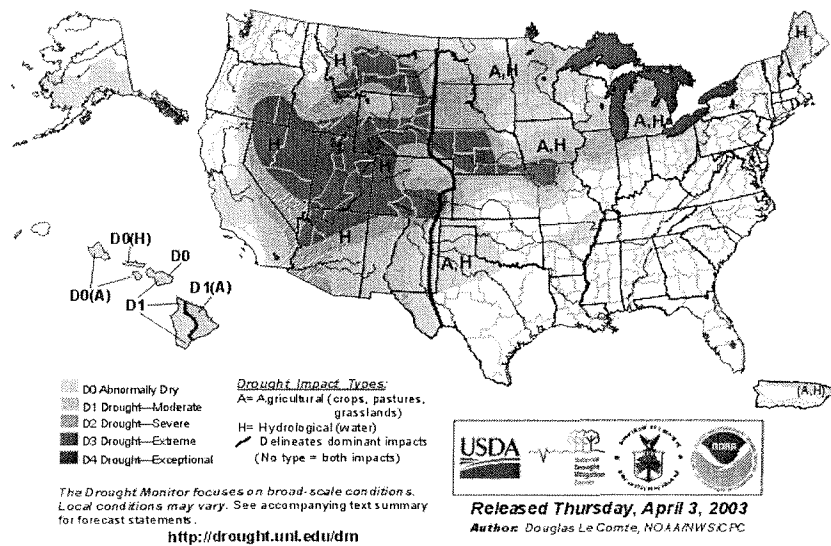 H
H
A,H
H
A,H
A,H
H
H
A,H
D0(H)
D0
D0(A)
D1(A)
D1
(A,H)
D0 Abnormally Dry
D1 Drought—Moderate
D2 Drought—Severe
D3 Drought—Extreme
D4 Drought—Exceptional
Drought Impact Types:
A= Agricultural (crops, pastures,
grasslands)
H= Hydrological (water)
Delineates dominant impacts
(No type = both impacts)
USDA
The Drought Monitor focuses on broad-scale conditions.
Local conditions may vary. See accompanying text summary
for forecast statements.
http://drought.unl.edu/dm
Released Thursday, April 3, 2003
Author: Douglas Le Comte, NOAA/NWS/CPC